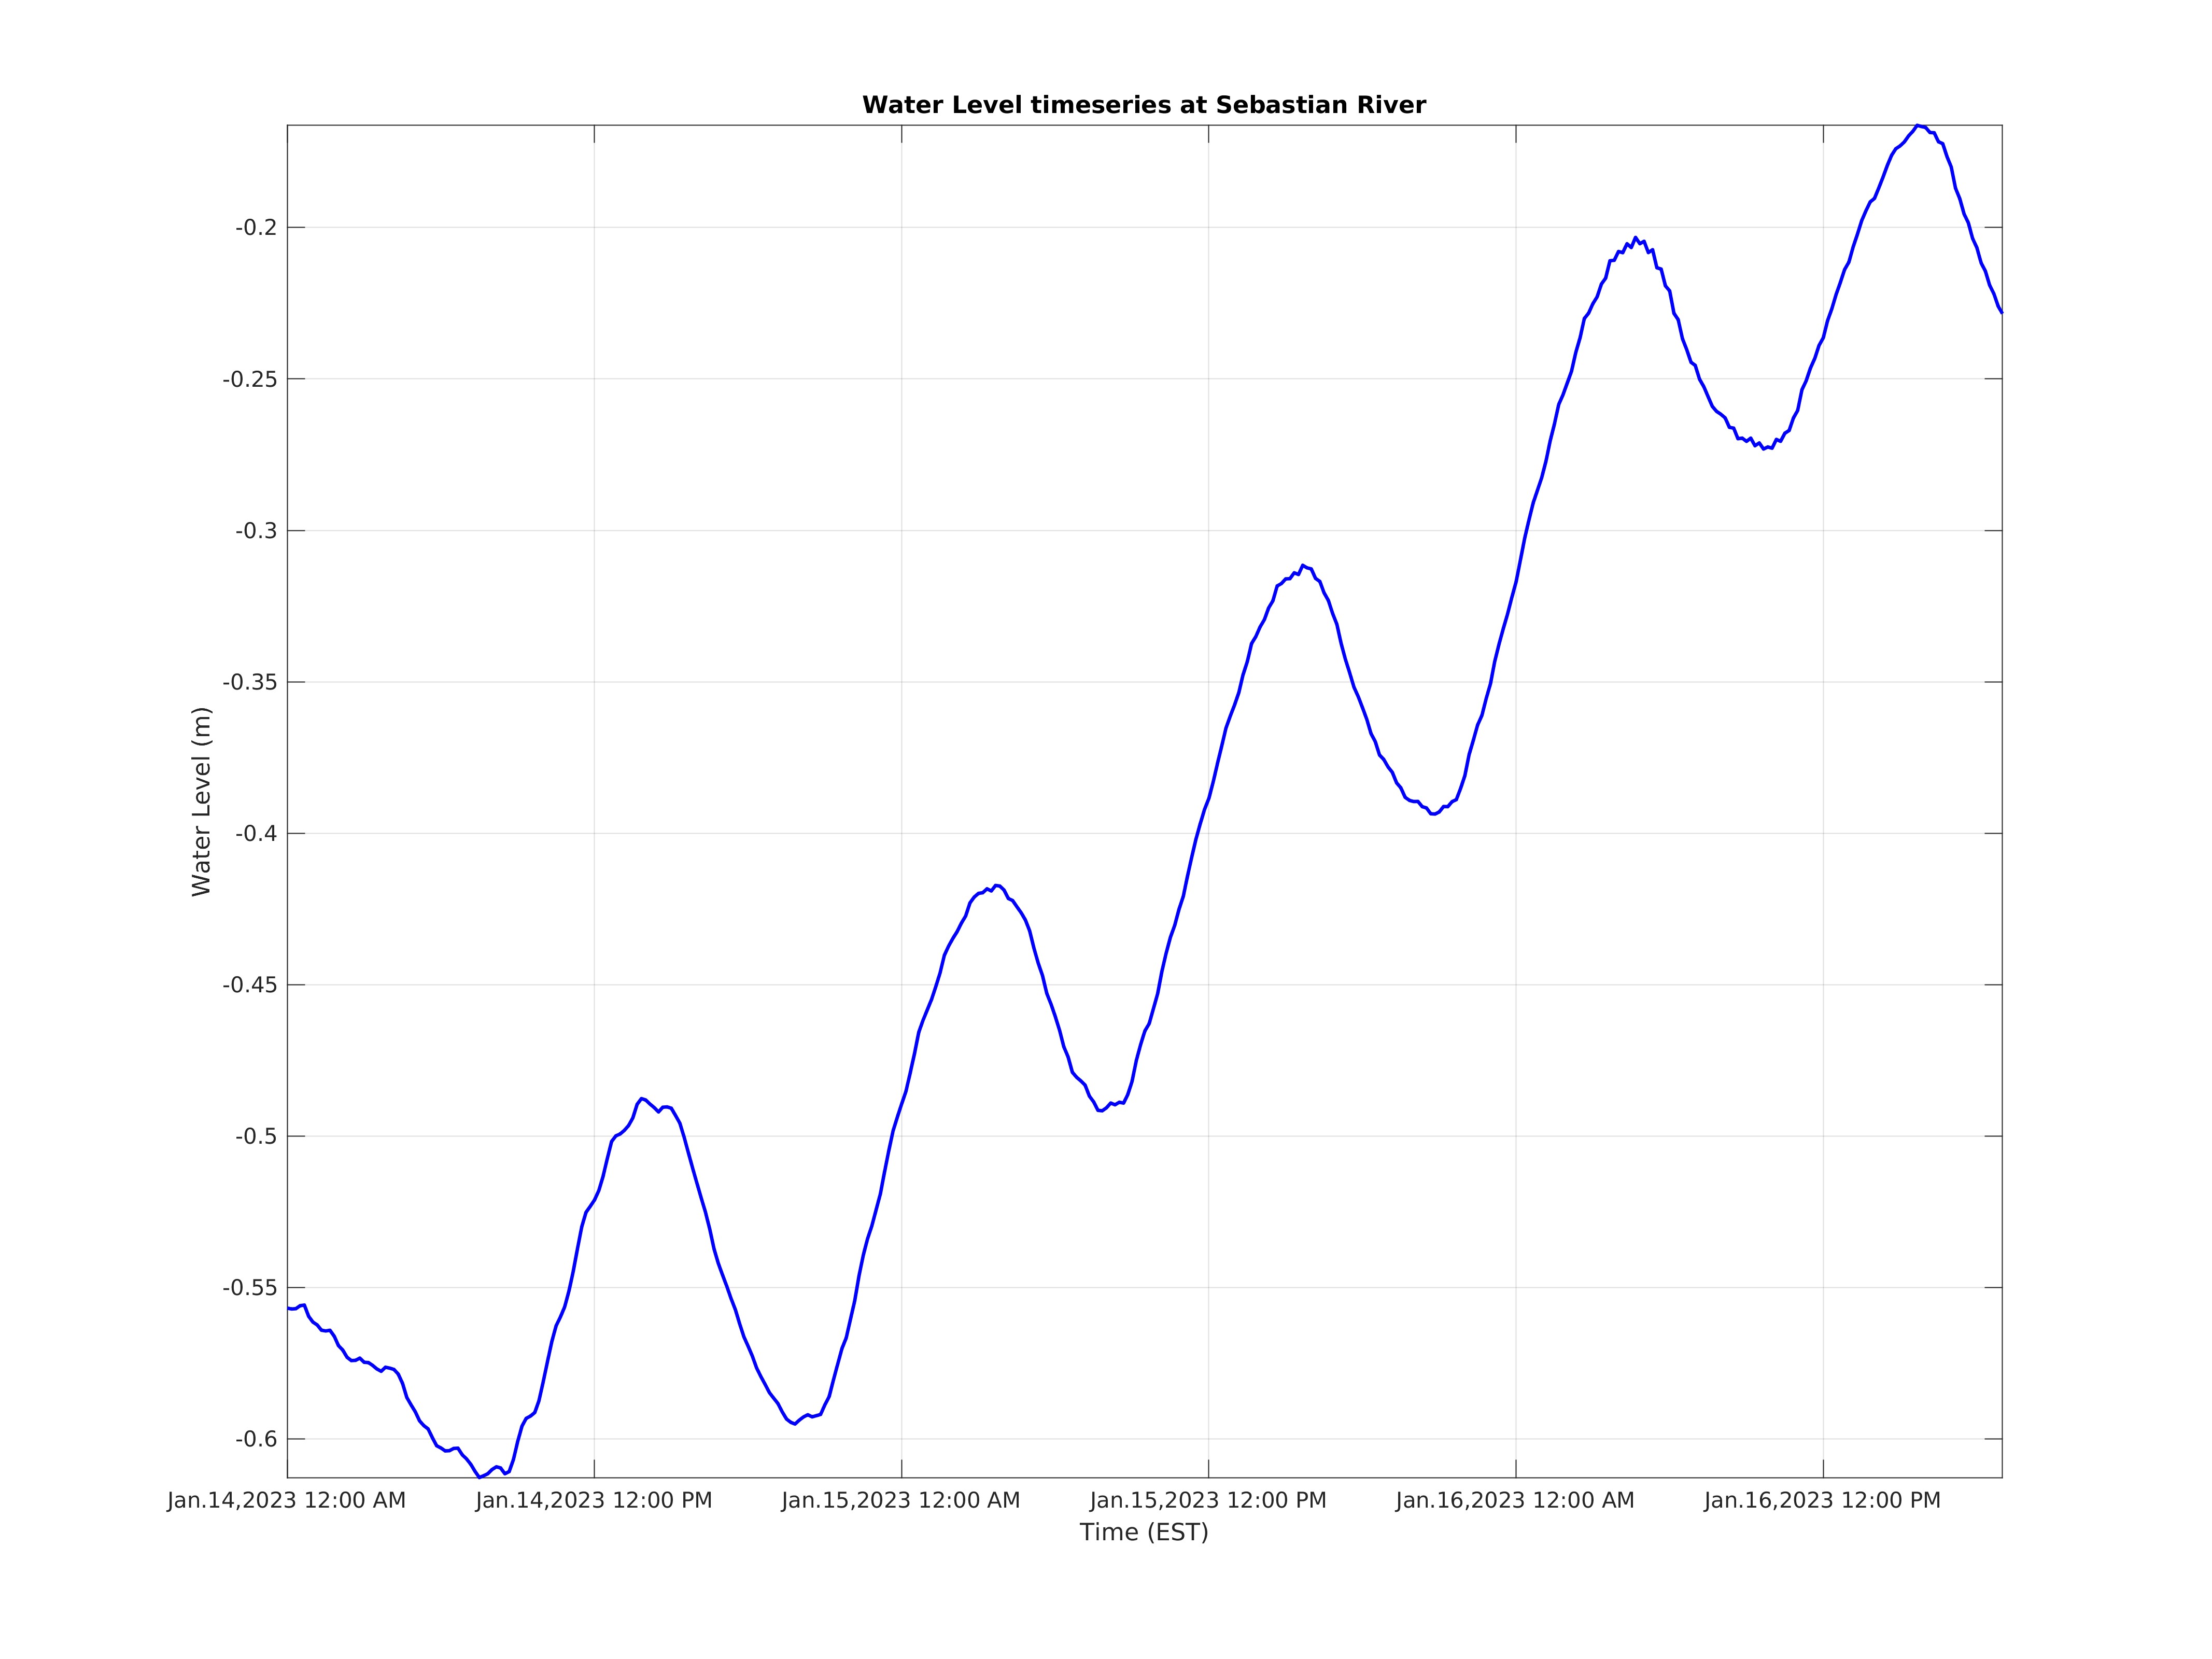 Water Level timeseries at Sebastian River
-0.2
-0.25
-0.3
-0.35
-0.4
-0.45
-0.5
-0.55
-0.6
Water Level (m)
Jan.14,2023 12:00 AM
Jan.14,2023 12:00 PM
Jan.15,2023 12:00 AM
Jan.15,2023 12:00 PM
Jan.16,2023 12:00 AM
Jan.16,2023 12:00 PM
Time (EST)